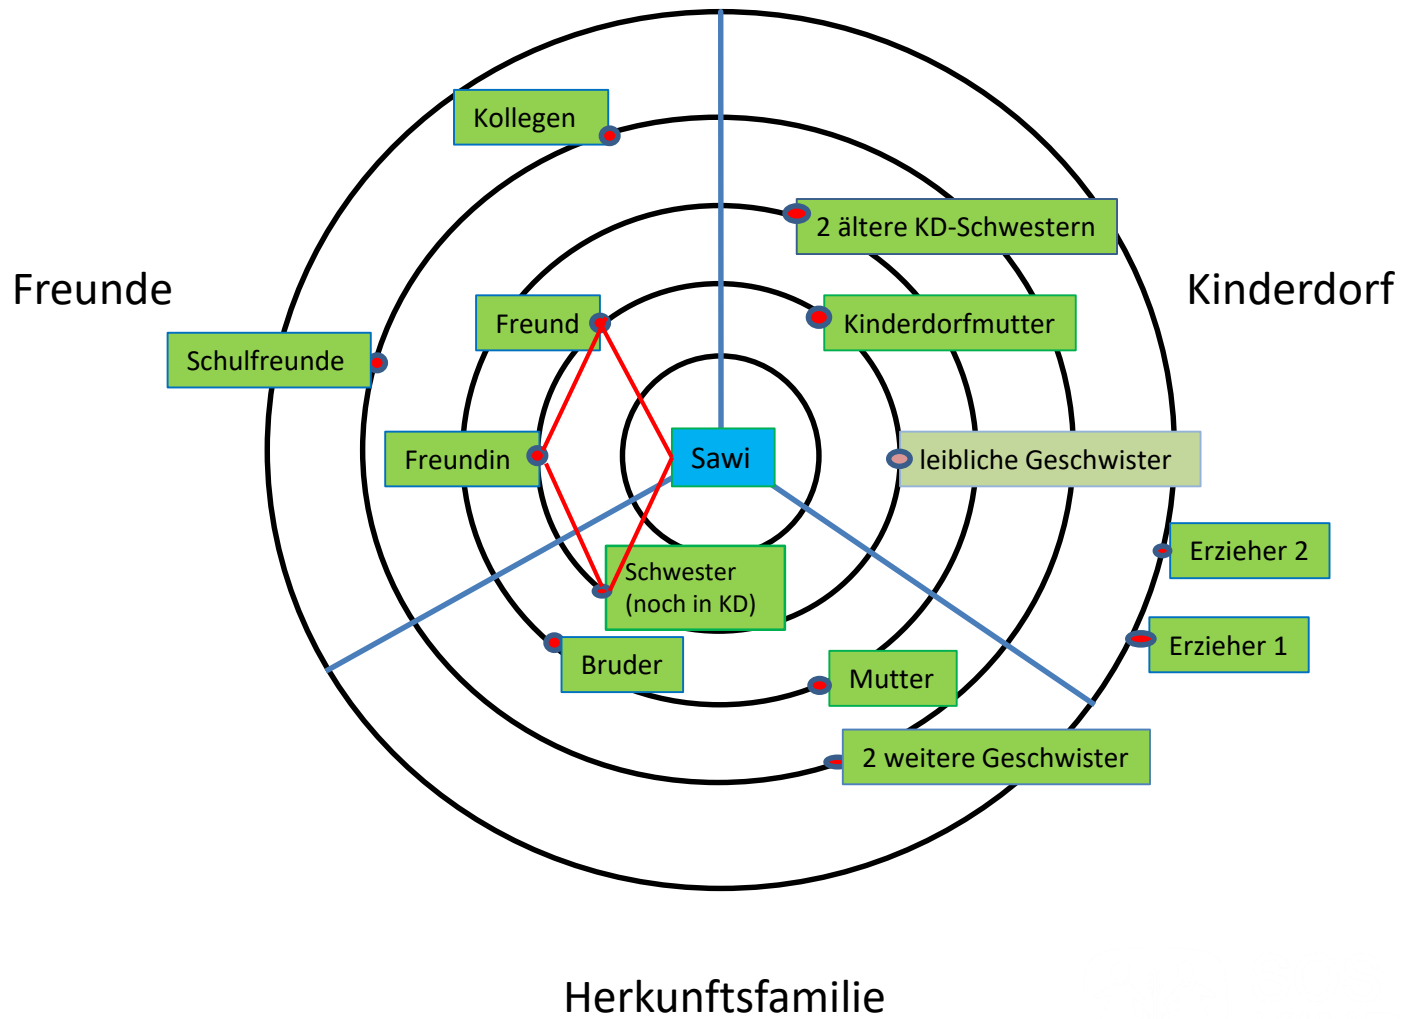 Kollegen
2 ältere KD-Schwestern
Freunde
Kinderdorf
Freund
Kinderdorfmutter
Schulfreunde
Freundin
Sawi
leibliche Geschwister
Erzieher 2
Schwester
(noch in KD)
Erzieher 1
Bruder
Mutter
2 weitere Geschwister
Herkunftsfamilie